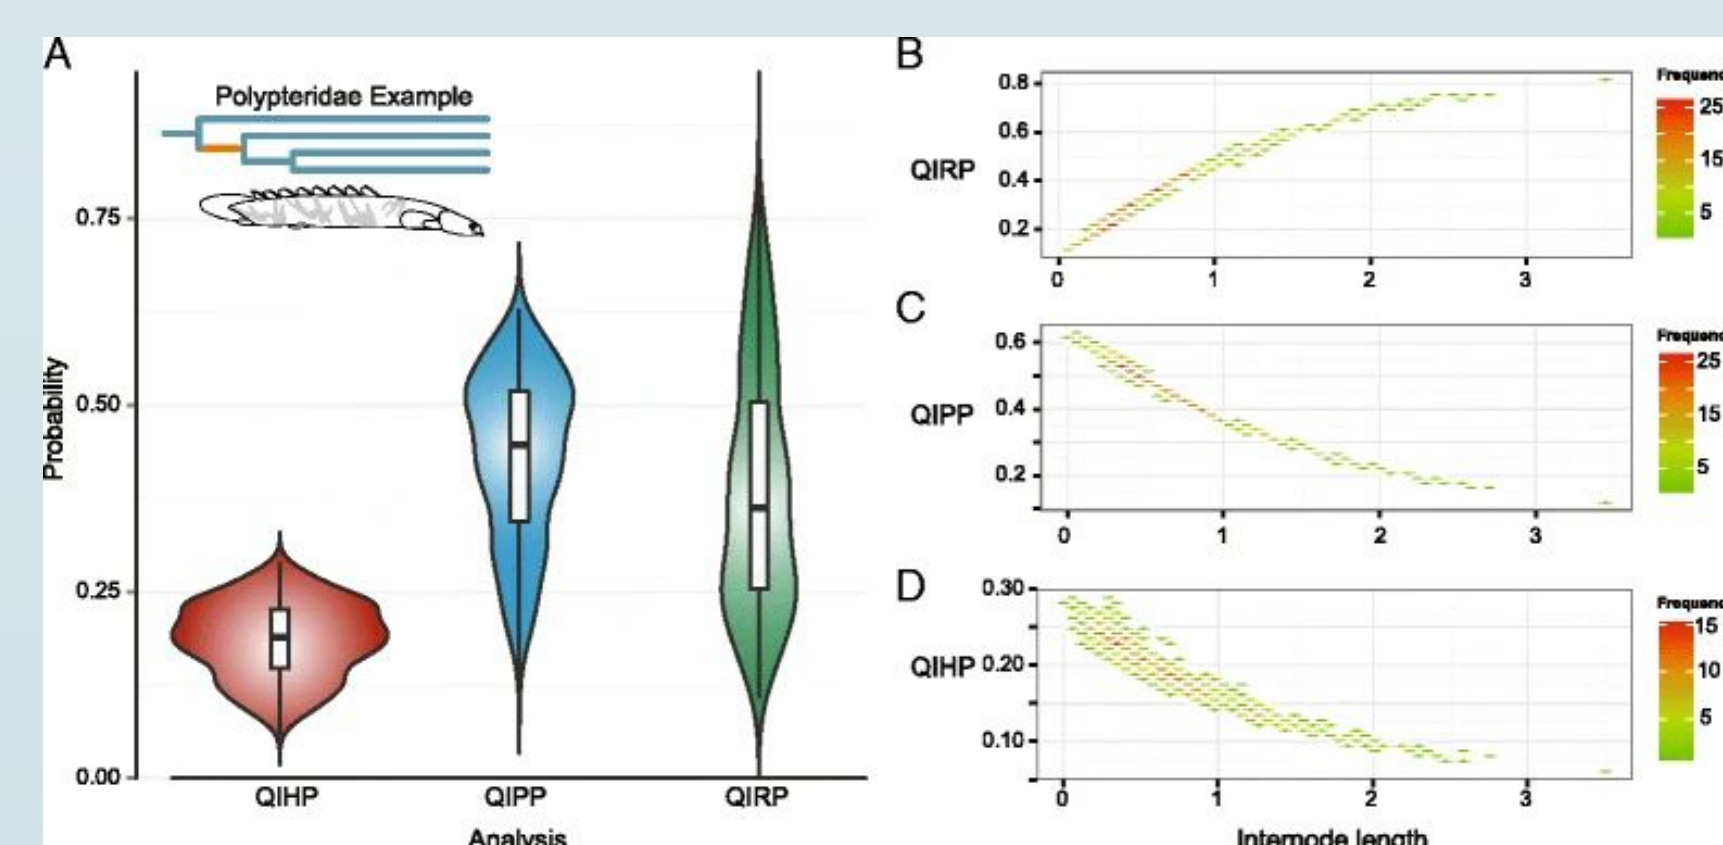 A
Polypteridae Example
0.75
0.50
0.25
0.00
Probability
QIHP QIPP QIRP
Analysis
B
QIRP
0.8
0.6
0.4
0.2
0 1 2 3
Frequenc
25
15
5
C
QIPP
0.6
0.4
0.2
0 1 2 3
Frequenc
25
15
5
D
QIHP
0.30
0.20
0.10
0 1 2 3
Frequenc
15
10
5
Internode length